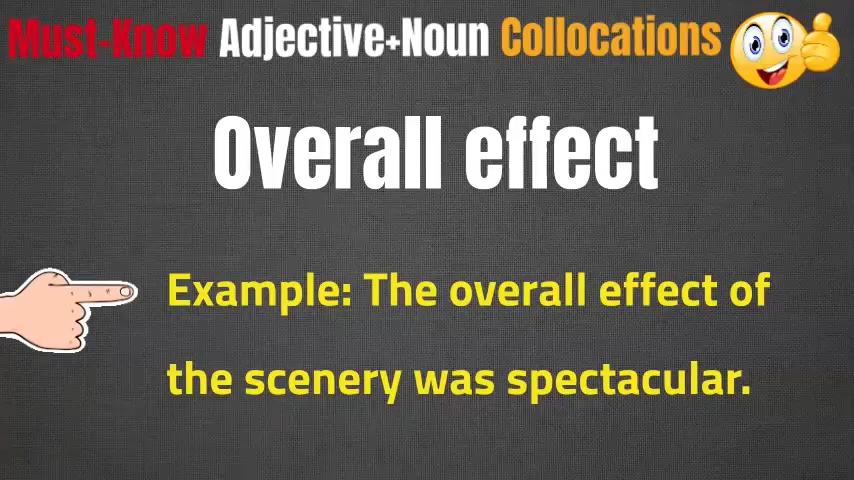 Must-Know Adjective+Noun Collocations
Overall effect
Example: The overall effect of
the scenery was spectacular.